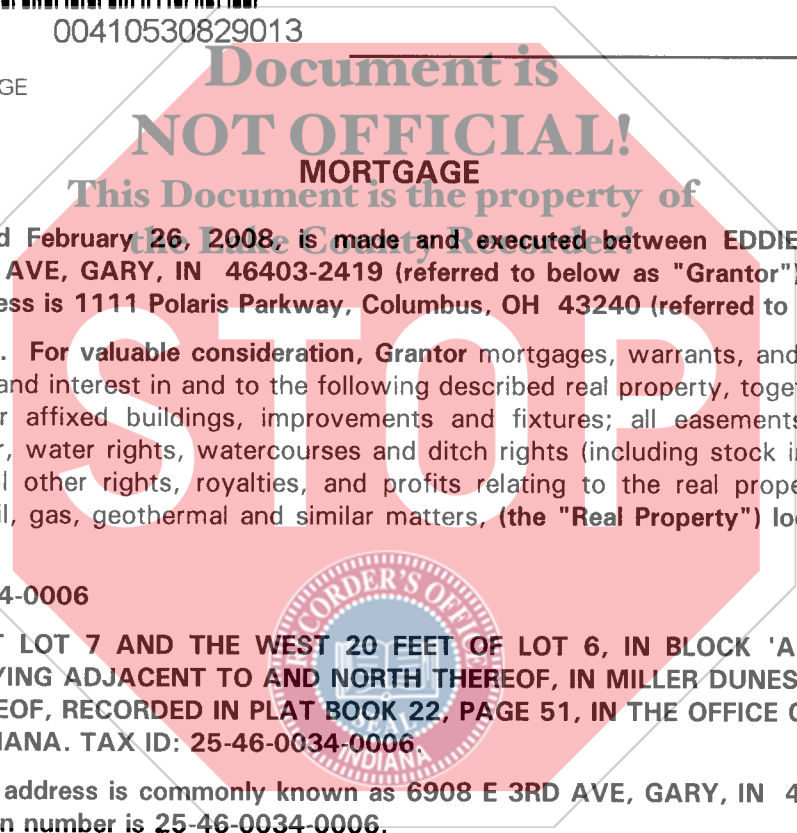 00410530829013
GE
Document is
NOT OFFICIAL!
MORTGAGE
This Document is the property of
the Lake County Recorder!
d February 26, 2008, is made and executed between EDDIE
AVE, GARY, IN 46403-2419 (referred to below as "Grantor")
ess is 1111 Polaris Parkway, Columbus, OH 43240 (referred to
. For valuable consideration, Grantor mortgages, warrants, and
and interest in and to the following described real property, toget
r affixed buildings, improvements and fixtures; all easements
r, water rights, watercourses and ditch rights (including stock in
l other rights, royalties, and profits relating to the real prope
il, gas, geothermal and similar matters, (the "Real Property") lo
STOP
4-0006
T LOT 7 AND THE WEST 20 FEET OF LOT 6, IN BLOCK 'A
YING ADJACENT TO AND NORTH THEREOF, IN MILLER DUNES
EOF, RECORDED IN PLAT BOOK 22, PAGE 51, IN THE OFFICE O
IANA. TAX ID: 25-46-0034-0006.
RECORDER'S OFFICE
SEAL
INDIANA
address is commonly known as 6908 E 3RD AVE, GARY, IN 4
n number is 25-46-0034-0006.